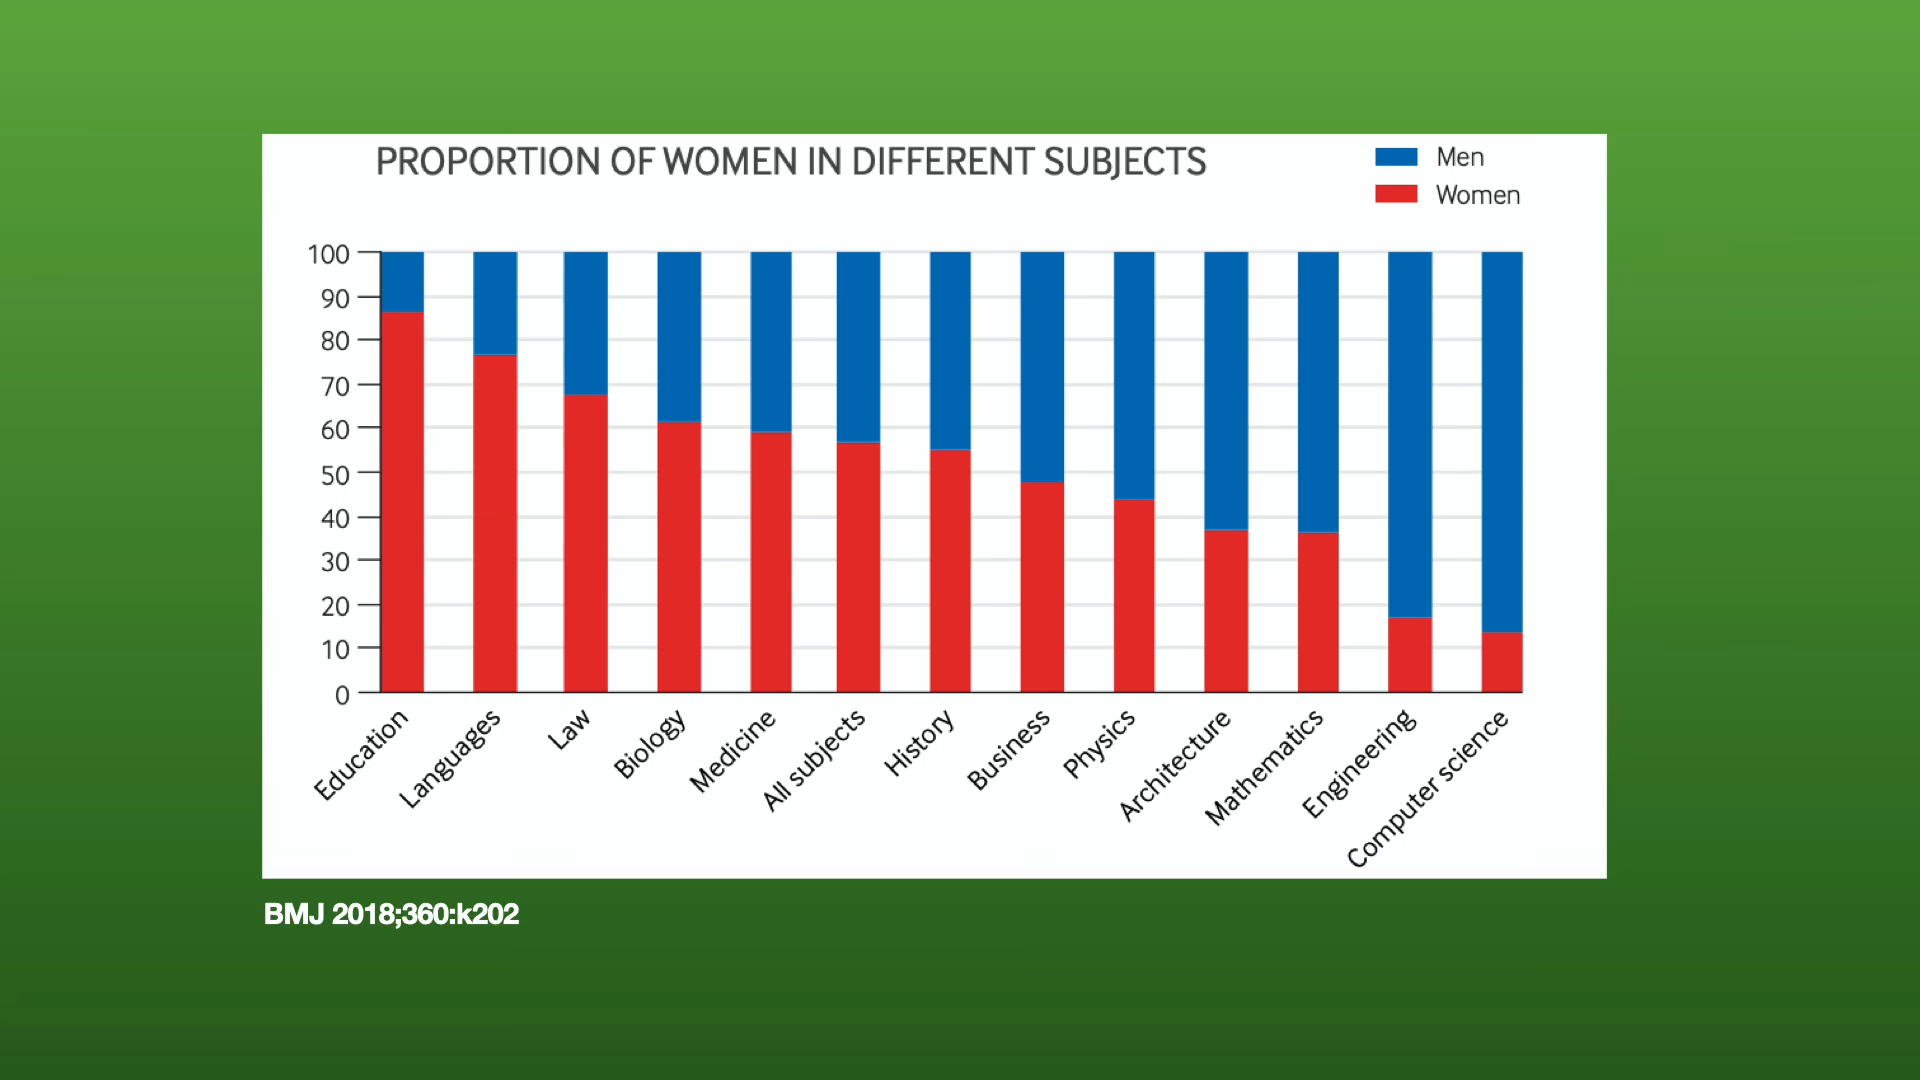 PROPORTION OF WOMEN IN DIFFERENT SUBJECTS
Men
Women
100
90
80
70
60
50
40
30
20
10
0
Education
Languages
Law
Biology
Medicine
All subjects
History
Business
Physics
Architecture
Mathematics
Engineering
Computer science
BMJ 2018;360:k202